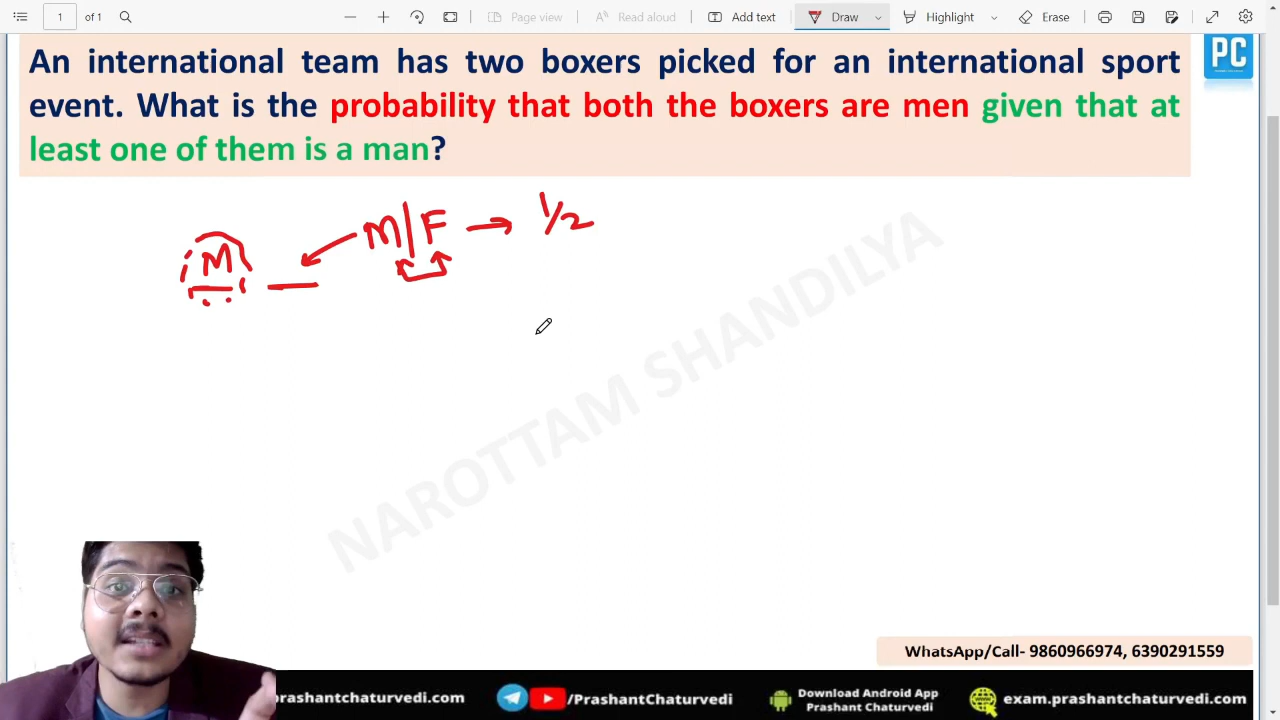 1 of 1 Page view Read aloud Add text Draw Highlight Erase
An international team has two boxers picked for an international sport
event. What is the probability that both the boxers are men given that at
least one of them is a man?
PC
M M/F → 1/2
NAROTTAM SHANDILYA
WhatsApp/Call- 9860966974, 6390291559
prashantchaturvedi.com /PrashantChaturvedi Download Android App
Prashant Chaturvedi exam.prashantchaturvedi.com